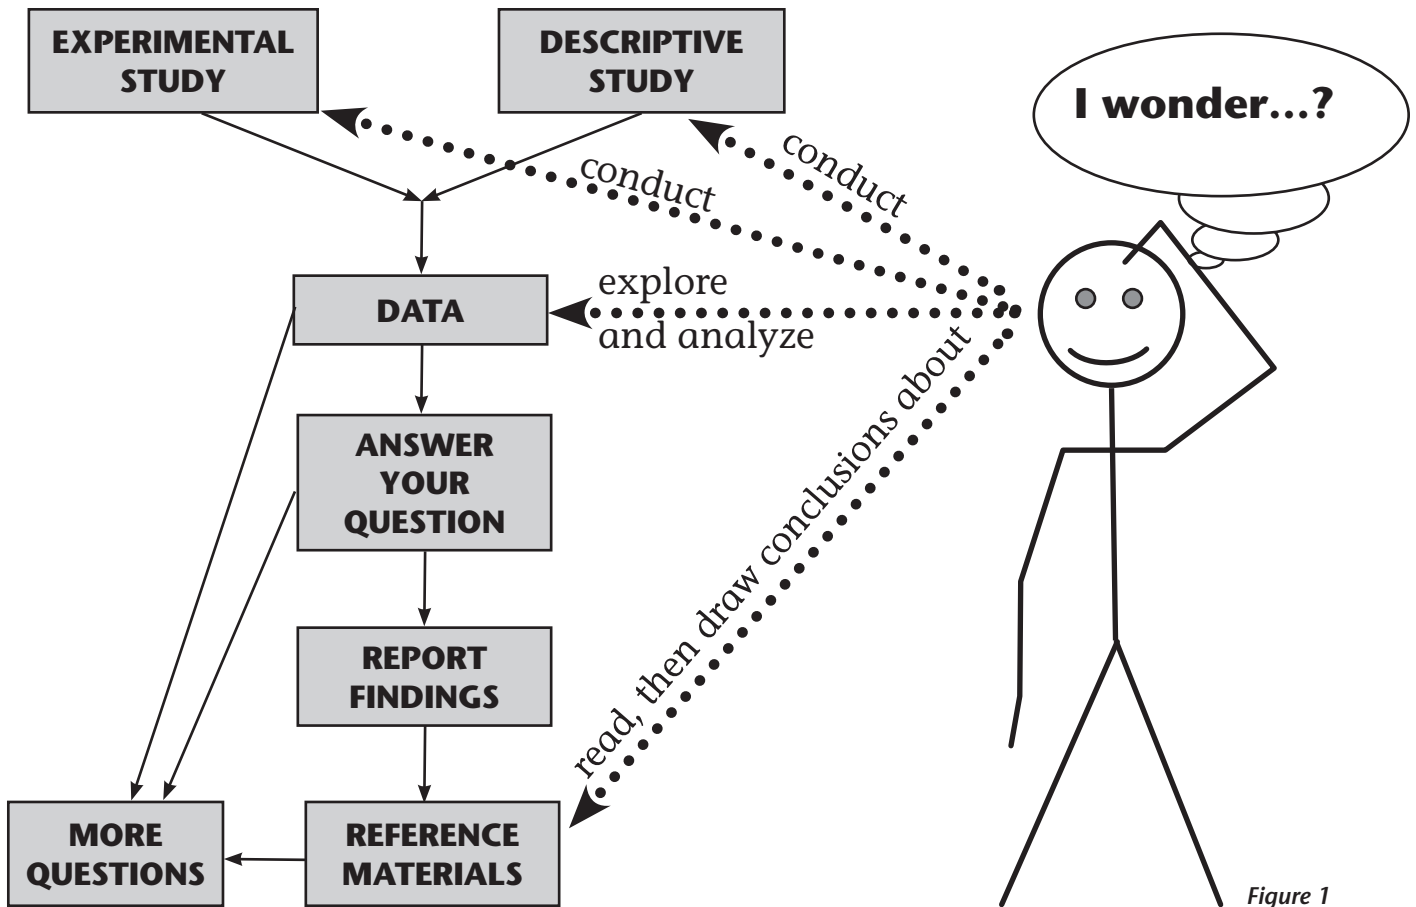 EXPERIMENTAL
STUDY
DESCRIPTIVE
STUDY
I wonder...?
conduct
conduct
explore
and analyze
DATA
read, then draw conclusions about
ANSWER
YOUR
QUESTION
REPORT
FINDINGS
MORE
QUESTIONS
REFERENCE
MATERIALS
Figure 1